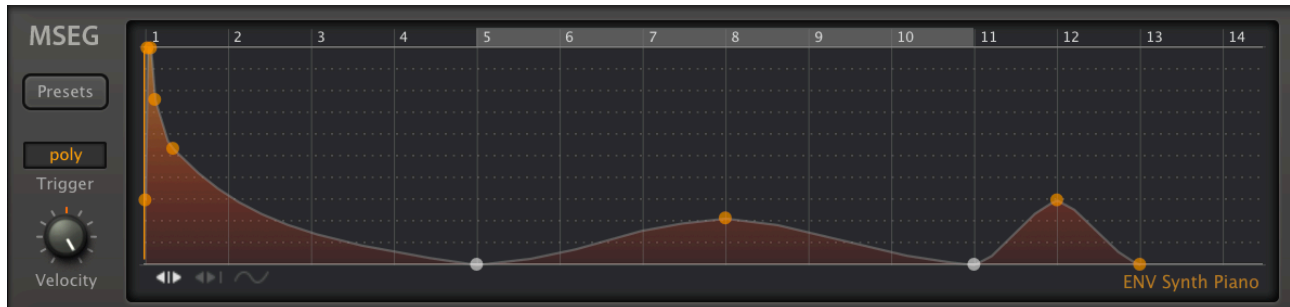 MSEG
1 2 3 4 5 6 7 8 9 10 11 12 13 14
Presets
poly
Trigger
Velocity
ENV Synth Piano